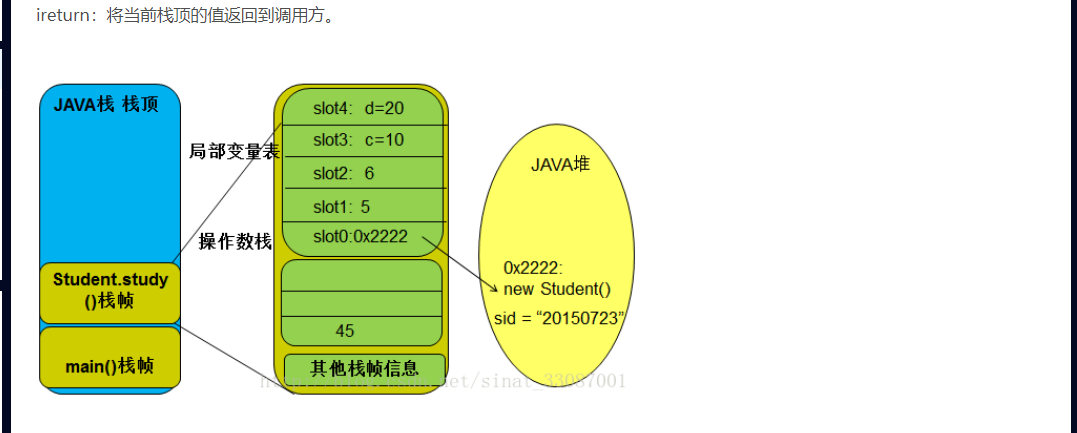 ireturn：将当前栈顶的值返回到调用方。
JAVA栈 栈顶
Student.study
()栈帧
main()栈帧
局部变量表
操作数栈
slot4: d=20
slot3: c=10
slot2: 6
slot1: 5
slot0:0x2222
45
其他栈帧信息
JAVA堆
0x2222:
new Student()
sid = “20150723”
net/sinat_33087001